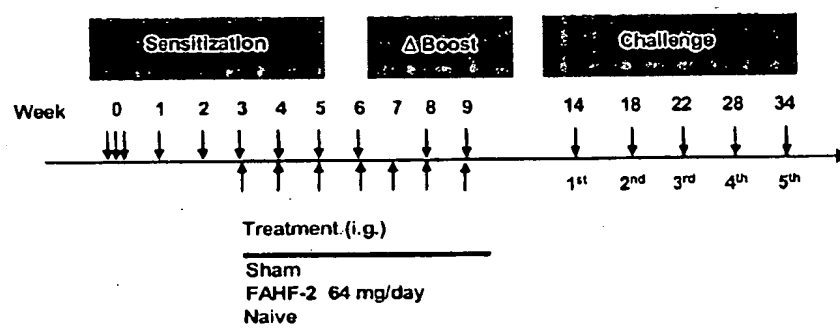 Sensitization Δ Boost Challenge
Week 0 1 2 3 4 5 6 7 8 9 14 18 22 28 34
1st 2nd 3rd 4th 5th
Treatment (i.g.)
Sham
FAHF-2 64 mg/day
Naive